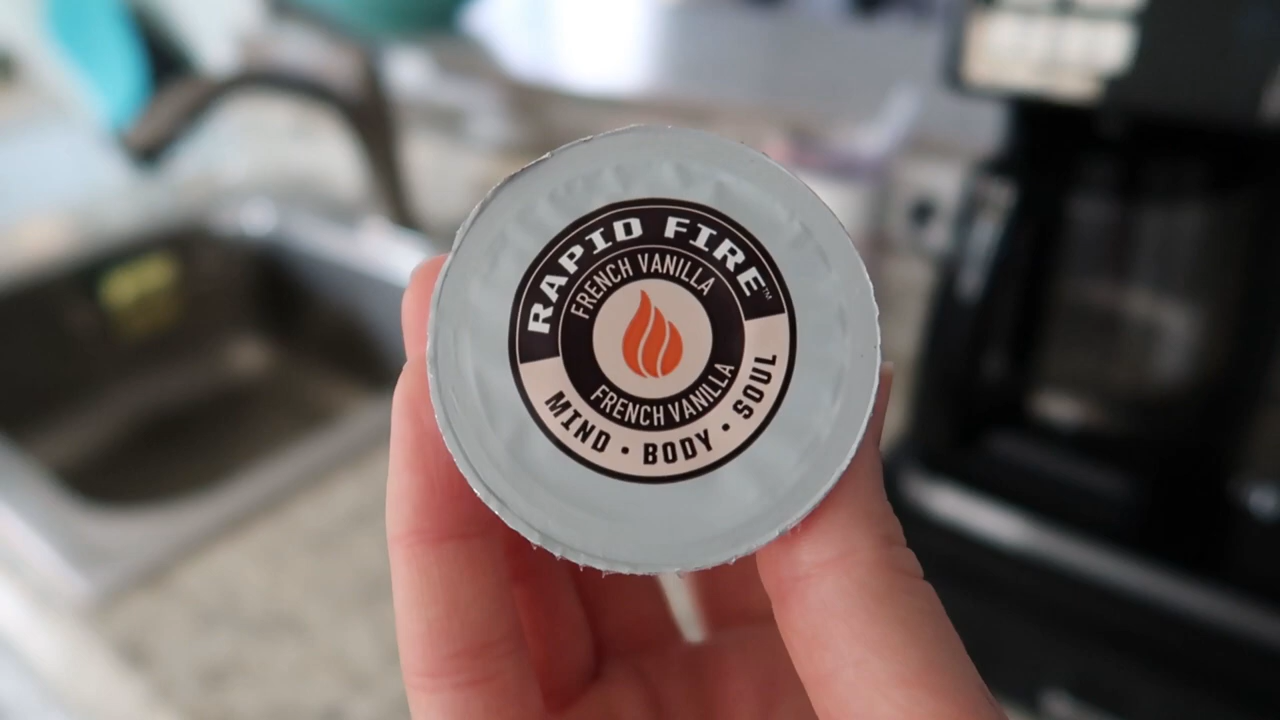 RAPID FIRE™
FRENCH VANILLA
FRENCH VANILLA
MIND • BODY • SOUL